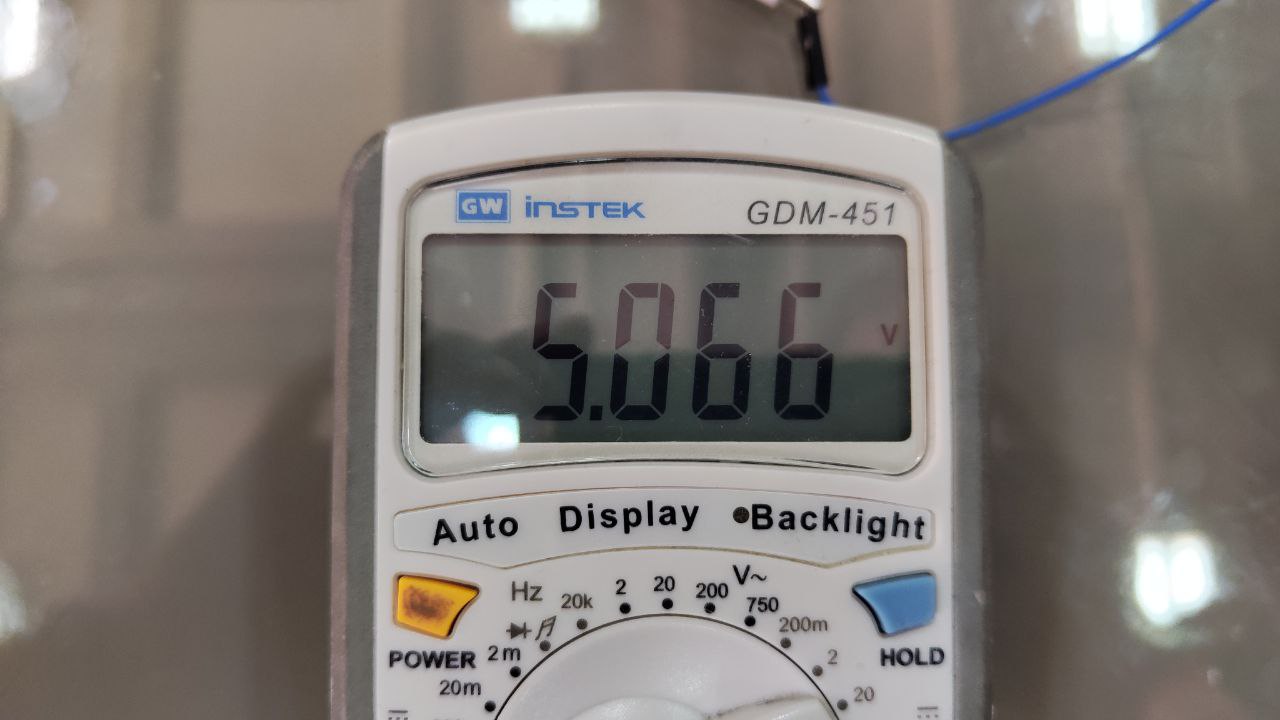 GW INSTEK GDM-451
5.066 V
Auto Display Backlight
Hz 20k 2 20 200 V~ 750 200m 2 20
2m
20m
POWER
HOLD